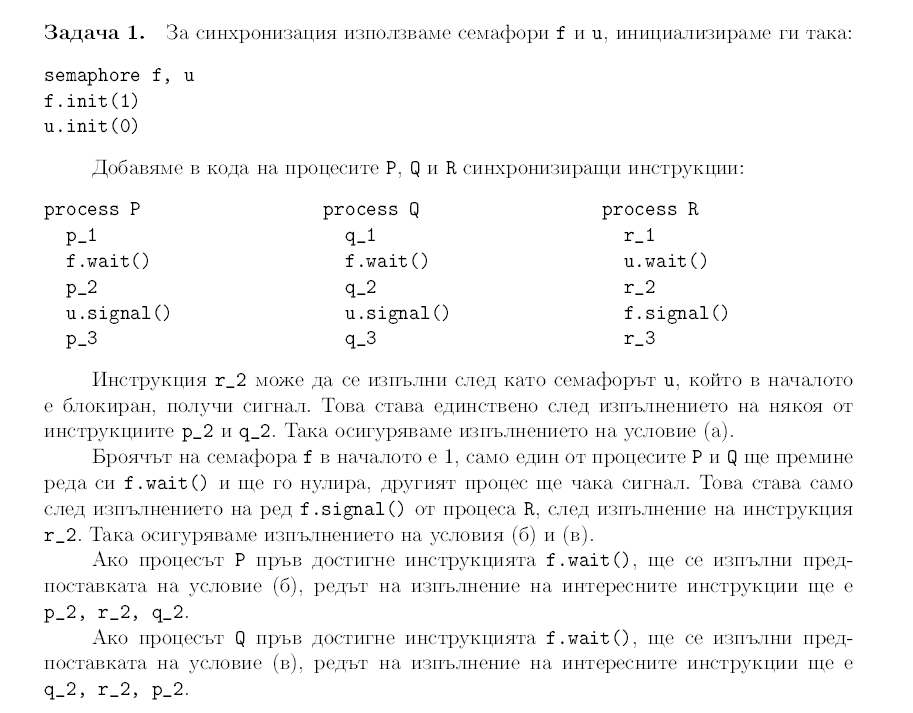 Задача 1. За синхронизация използваме семафори f и u, инициализираме ги така:
semaphore f, u
f.init(1)
u.init(0)
Добавяме в кода на процесите P, Q и R синхронизиращи инструкции:
process P process Q process R
p_1 q_1 r_1
f.wait() f.wait() u.wait()
p_2 q_2 r_2
u.signal() u.signal() f.signal()
p_3 q_3 r_3
Инструкция r_2 може да се изпълни след като семафорът u, който в началото
е блокиран, получи сигнал. Това става единствено след изпълнението на някоя от
инструкциите p_2 и q_2. Така осигуряваме изпълнението на условие (а).
Броячът на семафора f в началото е 1, само един от процесите P и Q ще премине
реда си f.wait() и ще го нулира, другият процес ще чака сигнал. Това става само
след изпълнението на ред f.signal() от процеса R, след изпълнение на инструкция
r_2. Така осигуряваме изпълнението на условия (б) и (в).
Ако процесът P пръв достигне инструкцията f.wait(), ще се изпълни пред-
поставката на условие (б), редът на изпълнение на интересните инструкции ще е
p_2, r_2, q_2.
Ако процесът Q пръв достигне инструкцията f.wait(), ще се изпълни пред-
поставката на условие (в), редът на изпълнение на интересните инструкции ще е
q_2, r_2, p_2.